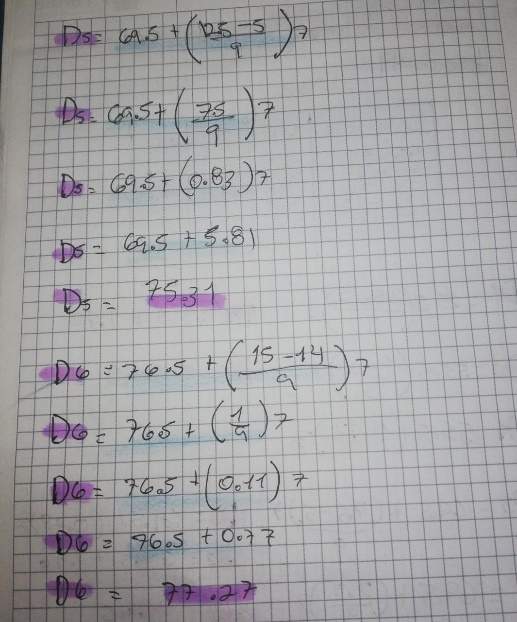 D5 = 69.5 + (12.5 - 5 / 9) 7
D5 = 69.5 + (7.5 / 9) 7
D5 = 69.5 + (0.83) 7
D5 = 69.5 + 5.81
D5 = 75.31
D6 = 76.5 + (15 - 14 / 9) 7
D6 = 76.5 + (1 / 9) 7
D6 = 76.5 + (0.11) 7
D6 = 76.5 + 0.77
D6 = 77.27